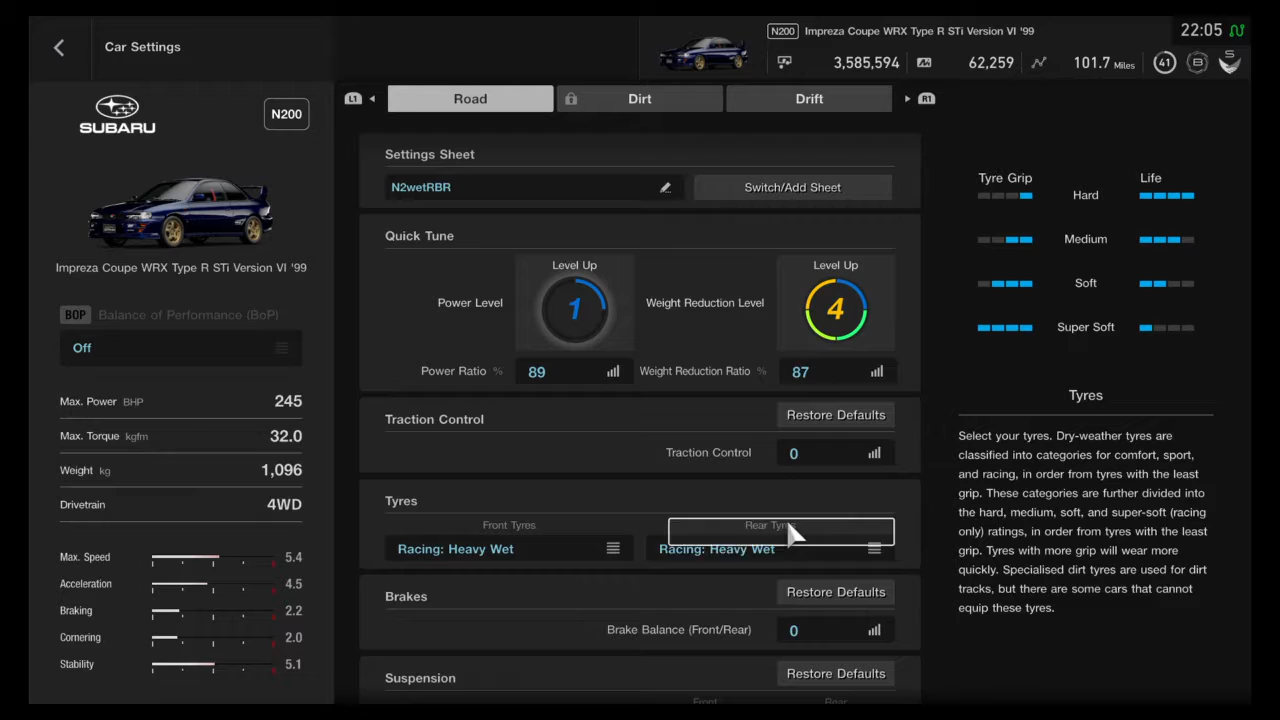 Car Settings
N200 Impreza Coupe WRX Type R STi Version VI '99
22:05
3,585,594
62,259
101.7 Miles
41
B
S
SUBARU
N200
Impreza Coupe WRX Type R STi Version VI '99
BOP Balance of Performance (BoP)
Off
Max. Power BHP 245
Max. Torque kgfm 32.0
Weight kg 1,096
Drivetrain 4WD
Max. Speed 5.4
Acceleration 4.5
Braking 2.2
Cornering 2.0
Stability 5.1
L1 Road Dirt Drift R1
Settings Sheet
N2wetRBR Switch/Add Sheet
Quick Tune
Level Up Level Up
Power Level 1 Weight Reduction Level 4
Power Ratio % 89 Weight Reduction Ratio % 87
Traction Control Restore Defaults
Traction Control 0
Tyres
Front Tyres Rear Tyres
Racing: Heavy Wet Racing: Heavy Wet
Brakes Restore Defaults
Brake Balance (Front/Rear) 0
Suspension Restore Defaults
Front Rear
Tyre Grip Life
Hard
Medium
Soft
Super Soft
Tyres
Select your tyres. Dry-weather tyres are
classified into categories for comfort, sport,
and racing, in order from tyres with the least
grip. These categories are further divided into
the hard, medium, soft, and super-soft (racing
only) ratings, in order from tyres with the least
grip. Tyres with more grip will wear more
quickly. Specialised dirt tyres are used for dirt
tracks, but there are some cars that cannot
equip these tyres.